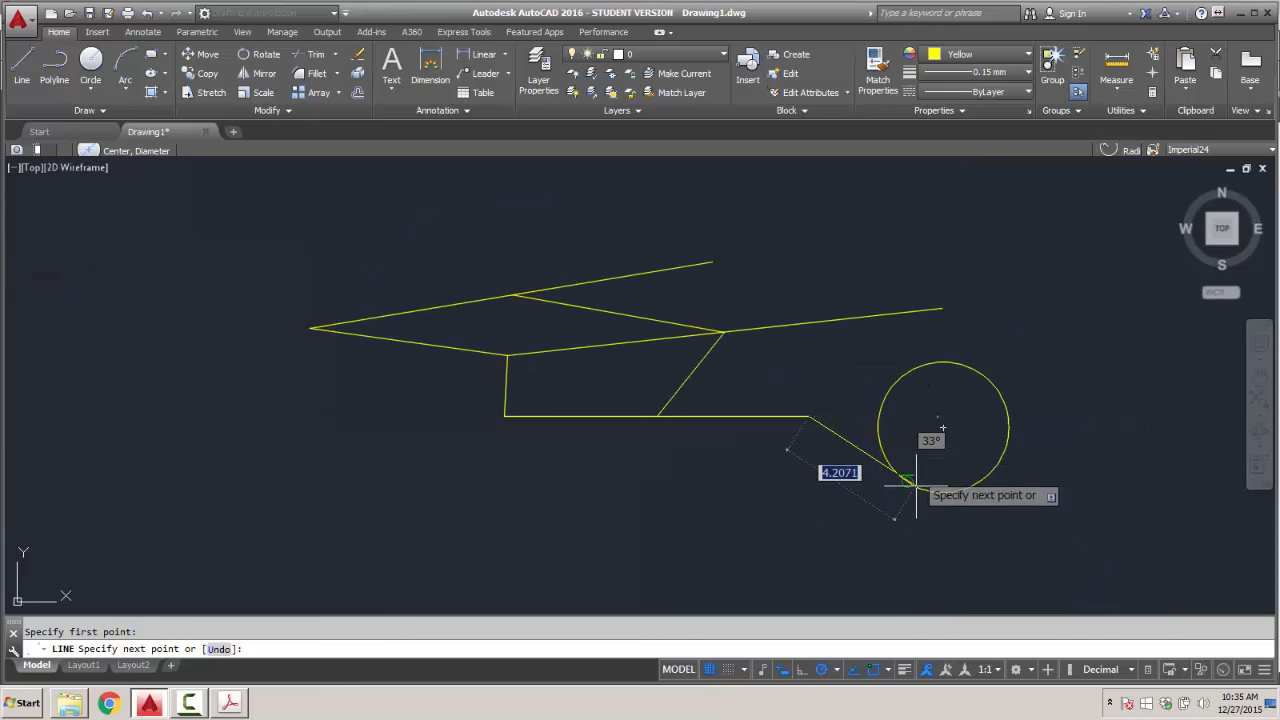 Drafting & Annotation
Autodesk AutoCAD 2016 - STUDENT VERSION Drawing1.dwg
Type a keyword or phrase
Sign In
Home Insert Annotate Parametric View Manage Output Add-ins A360 Express Tools Featured Apps Performance
Line Polyline Circle Arc
Move Rotate Trim
Copy Mirror Fillet
Stretch Scale Array
Text Dimension
Linear
Leader
Table
Layer Properties
0
Make Current
Match Layer
Insert
Create
Edit
Edit Attributes
Match Properties
Yellow
0.15 mm
ByLayer
Group
Measure
Paste
Base
Draw Modify Annotation Layers Block Properties Groups Utilities Clipboard View
Start Drawing1*
Center, Diameter
Radi
Imperial24
[−][Top][2D Wireframe]
N
W TOP E
S
WCS
33°
4.2071
Specify next point or
Y
X
Specify first point:
LINE Specify next point or [Undo]:
Model Layout1 Layout2
MODEL
1:1
Decimal
Start
10:35 AM
12/27/2015